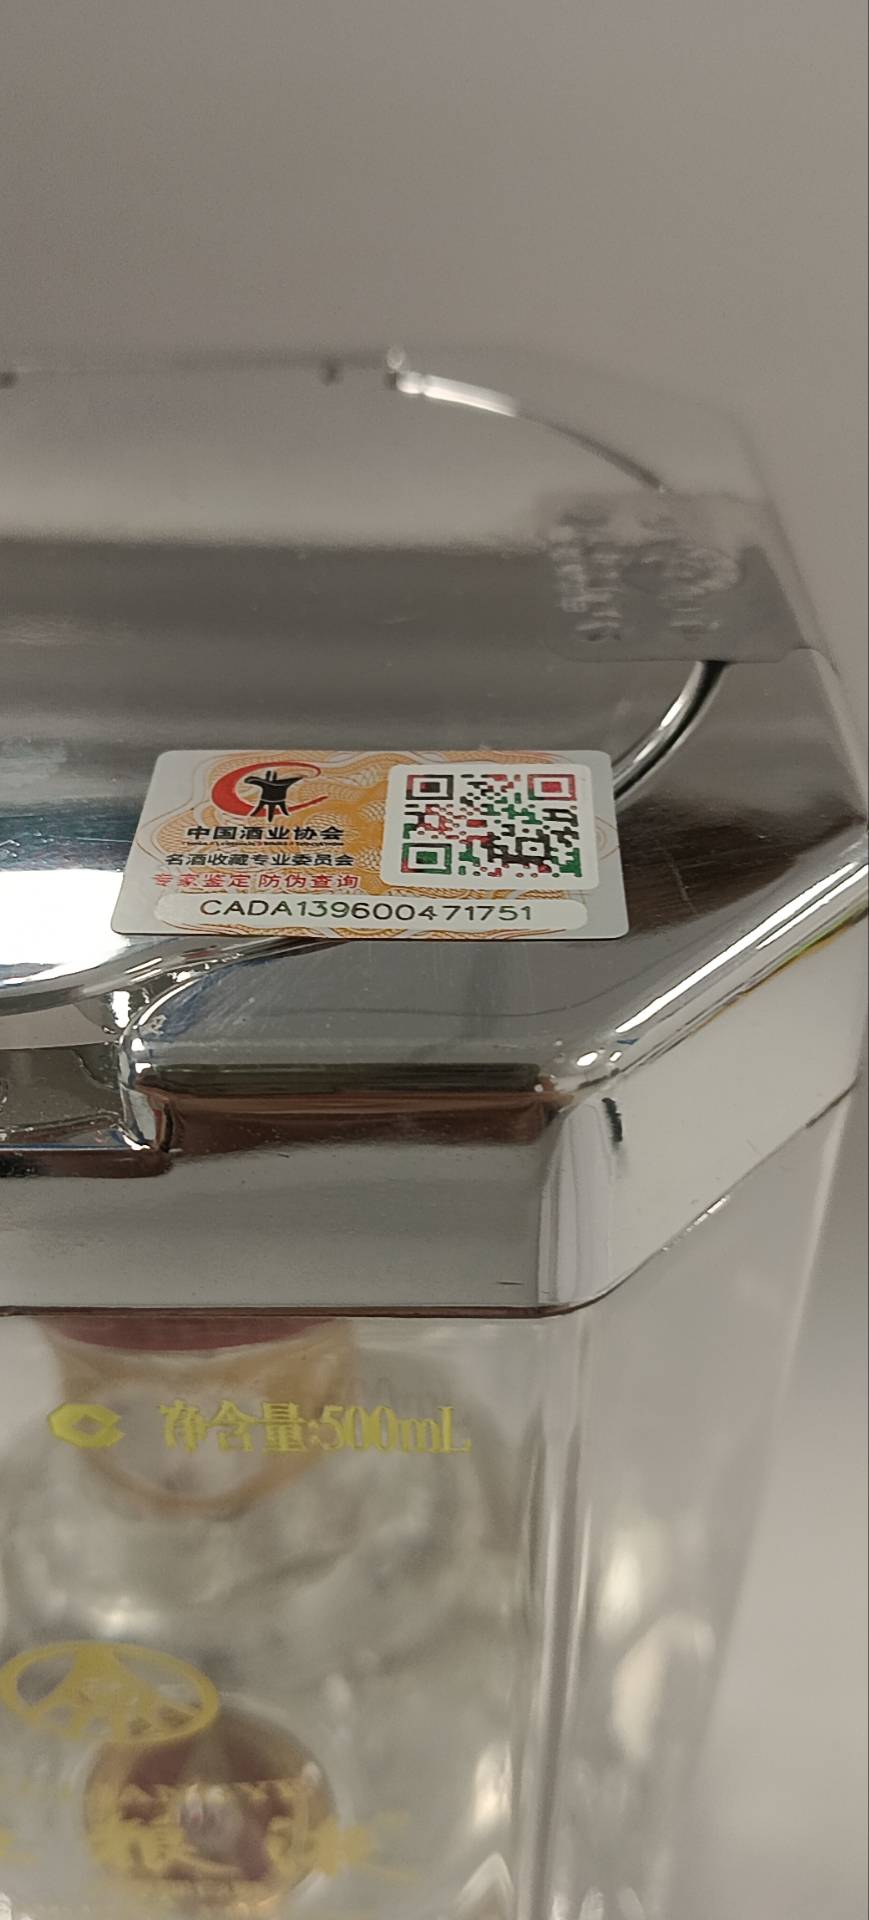 中国酒业协会
名酒收藏专业委员会
专家鉴定 防伪查询
CADA139600471751
净含量:500mL